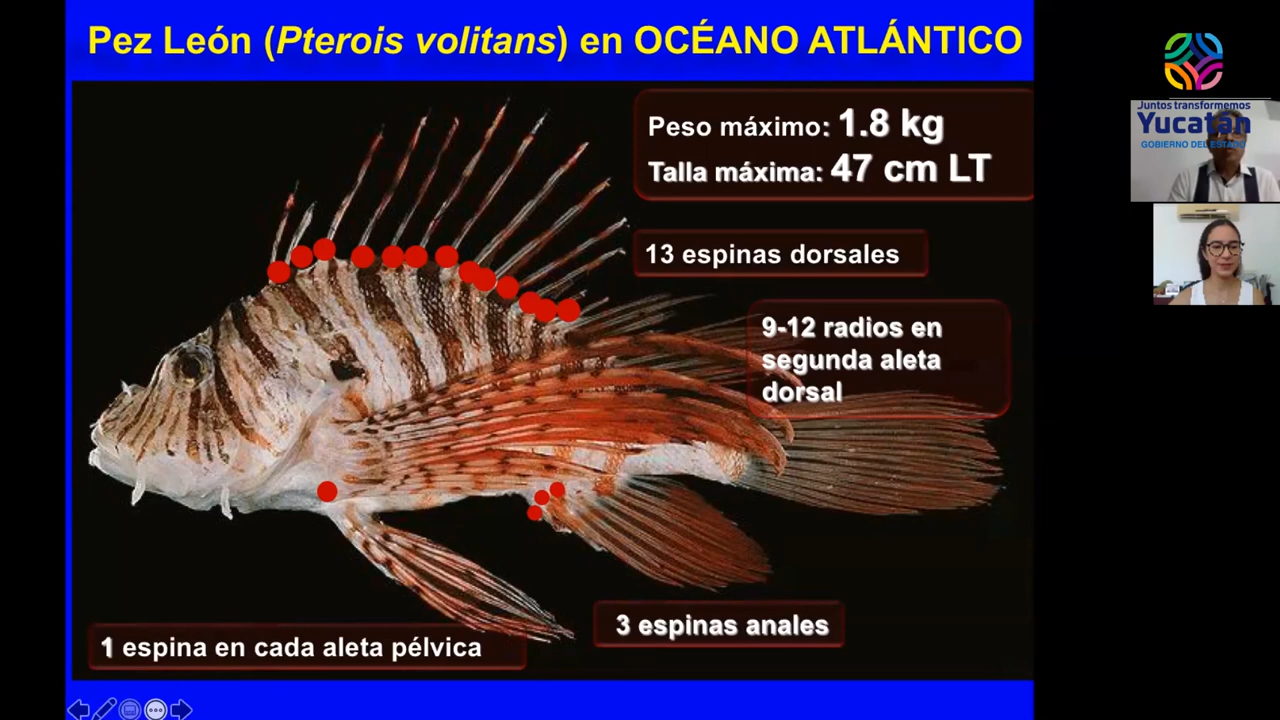 Pez León (Pterois volitans) en OCÉANO ATLÁNTICO
Peso máximo: 1.8 kg
Talla máxima: 47 cm LT
13 espinas dorsales
9-12 radios en
segunda aleta
dorsal
3 espinas anales
1 espina en cada aleta pélvica
Juntos transformemos
Yucatán
GOBIERNO DEL ESTADO